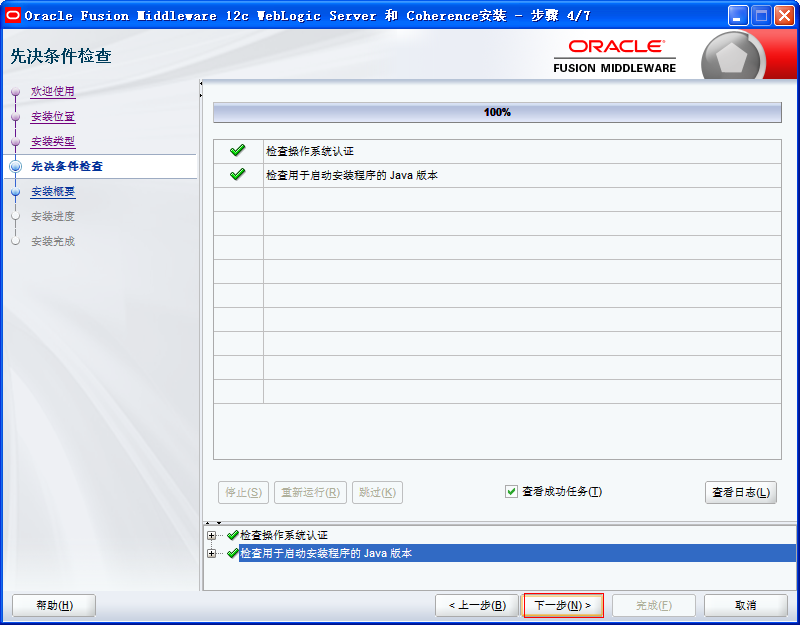 Oracle Fusion Middleware 12c WebLogic Server 和 Coherence安装 - 步骤 4/7
先决条件检查
ORACLE®
FUSION MIDDLEWARE
欢迎使用
安装位置
安装类型
先决条件检查
安装概要
安装进度
安装完成
100%
检查操作系统认证
检查用于启动安装程序的 Java 版本
停止(S) 重新运行(R) 跳过(K) 查看成功任务(T) 查看日志(L)
检查操作系统认证
检查用于启动安装程序的 Java 版本
帮助(H) < 上一步(B) 下一步(N) > 完成(F) 取消